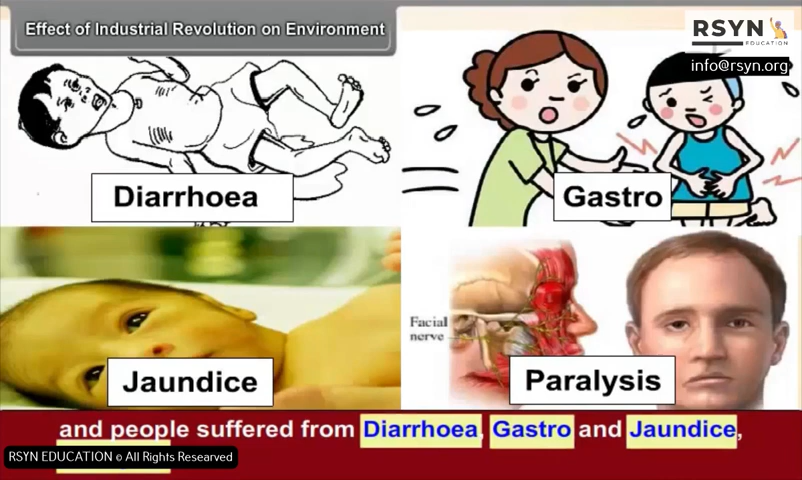 Effect of Industrial Revolution on Environment
RSYN
EDUCATION
info@rsyn.org
Diarrhoea
Gastro
Facial
nerve
Jaundice
Paralysis
and people suffered from Diarrhoea, Gastro and Jaundice,
RSYN EDUCATION © All Rights Researved